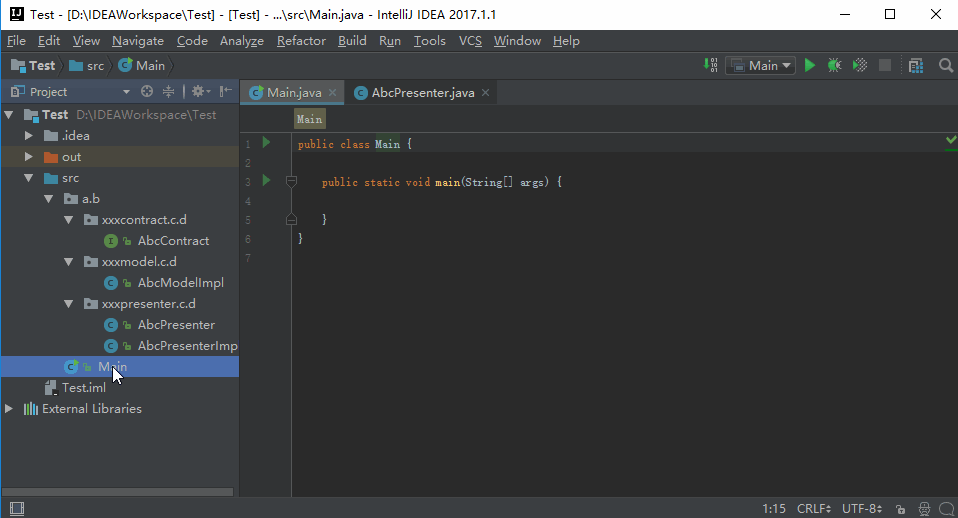 Test - [D:\IDEAWorkspace\Test] - [Test] - ...\src\Main.java - IntelliJ IDEA 2017.1.1
File Edit View Navigate Code Analyze Refactor Build Run Tools VCS Window Help
Test src Main
Main
Project
Main.java AbcPresenter.java
Test D:\IDEAWorkspace\Test
.idea
out
src
a.b
xxxcontract.c.d
AbcContract
xxxmodel.c.d
AbcModelImpl
xxxpresenter.c.d
AbcPresenter
AbcPresenterImp
Main
Test.iml
External Libraries
Main
1 public class Main {
2
3 public static void main(String[] args) {
4
5 }
6 }
7
1:15 CRLF UTF-8